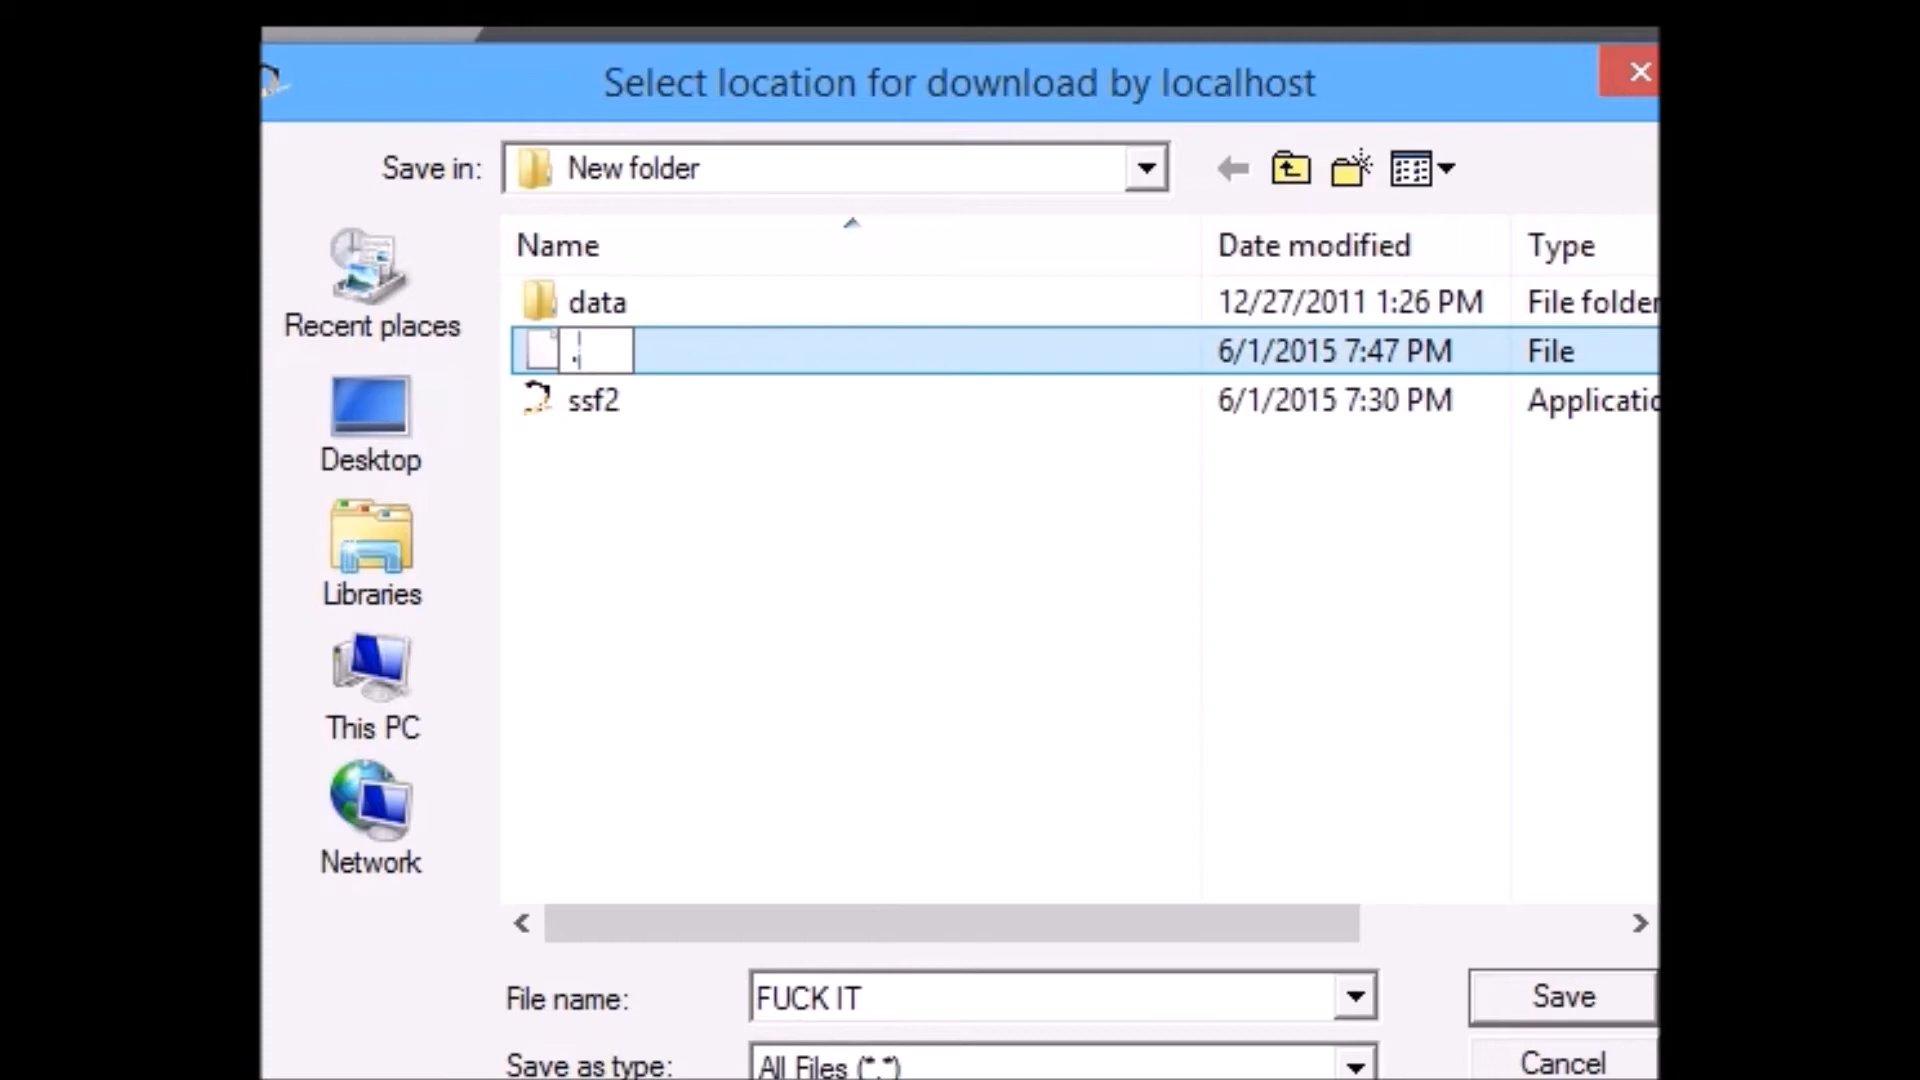 Select location for download by localhost
Save in:
New folder
Name
Date modified
Type
data
12/27/2011 1:26 PM
File folder
.
6/1/2015 7:47 PM
File
ssf2
6/1/2015 7:30 PM
Applicatio
Recent places
Desktop
Libraries
This PC
Network
File name:
FUCK IT
Save
Save as type:
All Files (*.*)
Cancel